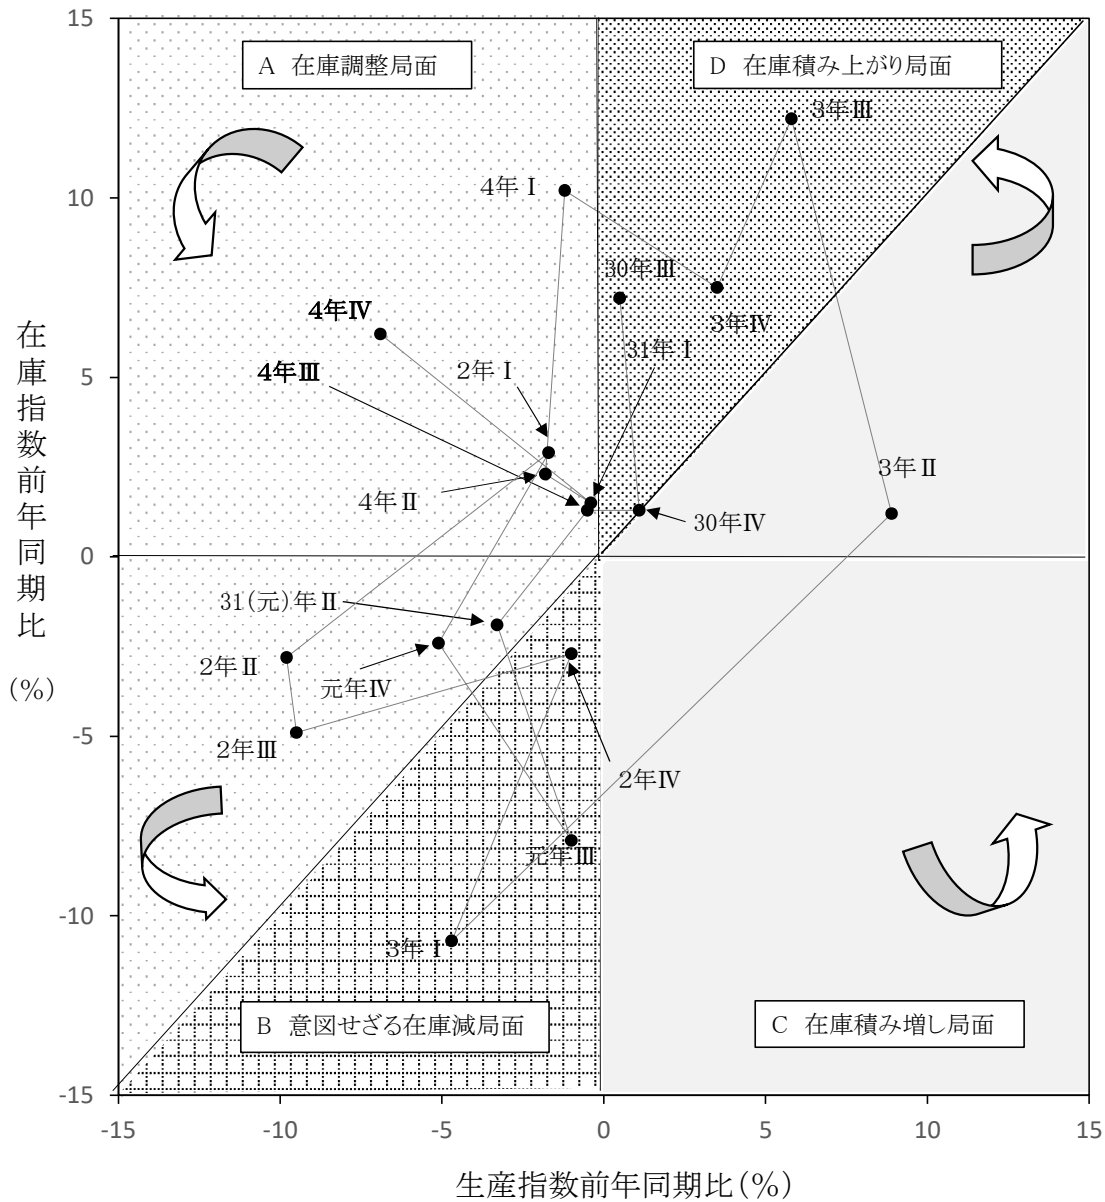 15
A 在庫調整局面
D 在庫積み上がり局面
3年Ⅲ
10
4年Ⅰ
30年Ⅲ
4年Ⅳ
3年Ⅳ
31年Ⅰ
5
4年Ⅲ
2年Ⅰ
3年Ⅱ
4年Ⅱ
30年Ⅳ
0
31(元)年Ⅱ
2年Ⅱ
元年Ⅳ
-5
2年Ⅲ
2年Ⅳ
元年Ⅲ
-10
3年Ⅰ
B 意図せざる在庫減局面
C 在庫積み増し局面
-15
-15
-10
-5
0
5
10
15
在庫指数前年同期比
(%)
生産指数前年同期比(%)